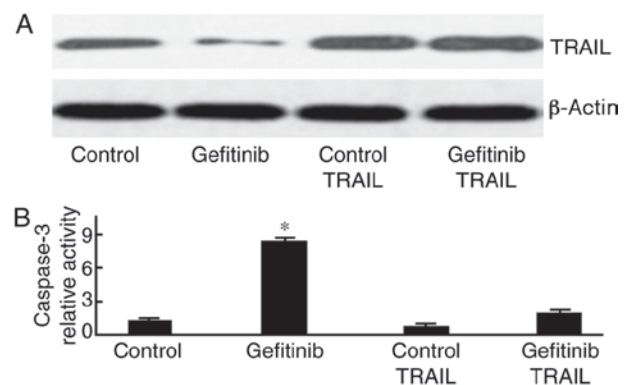 A
TRAIL
β-Actin
Control Gefitinib Control Gefitinib
TRAIL TRAIL
B
Caspase-3
relative activity
9
6
3
0
*
Control Gefitinib Control Gefitinib
TRAIL TRAIL